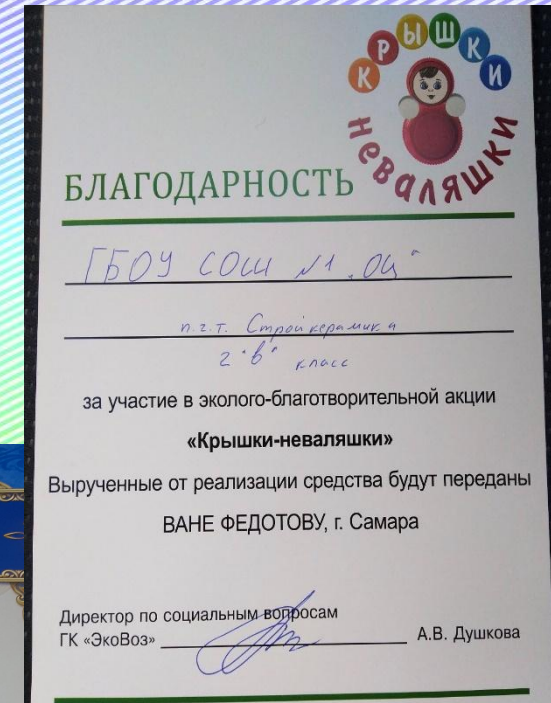 КРЫШКИ
НЕВАЛЯШКИ
БЛАГОДАРНОСТЬ
ГБОУ СОШ №1 „ОЦ"
п.г.т. Стройкерамика
2 "В" класс
за участие в эколого-благотворительной акции
«Крышки-неваляшки»
Вырученные от реализации средства будут переданы
ВАНЕ ФЕДОТОВУ, г. Самара
Директор по социальным вопросам
ГК «ЭкоВоз» А.В. Душкова